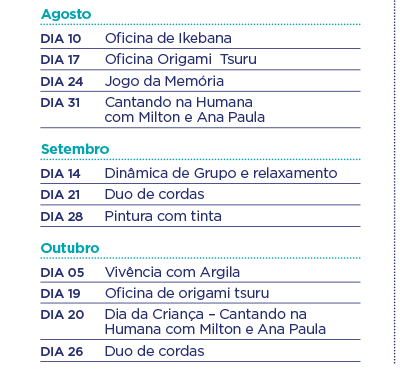 Agosto
DIA 10 Oficina de Ikebana
DIA 17 Oficina Origami Tsuru
DIA 24 Jogo da Memória
DIA 31 Cantando na Humana
com Milton e Ana Paula
Setembro
DIA 14 Dinâmica de Grupo e relaxamento
DIA 21 Duo de cordas
DIA 28 Pintura com tinta
Outubro
DIA 05 Vivência com Argila
DIA 19 Oficina de origami tsuru
DIA 20 Dia da Criança – Cantando na
Humana com Milton e Ana Paula
DIA 26 Duo de cordas